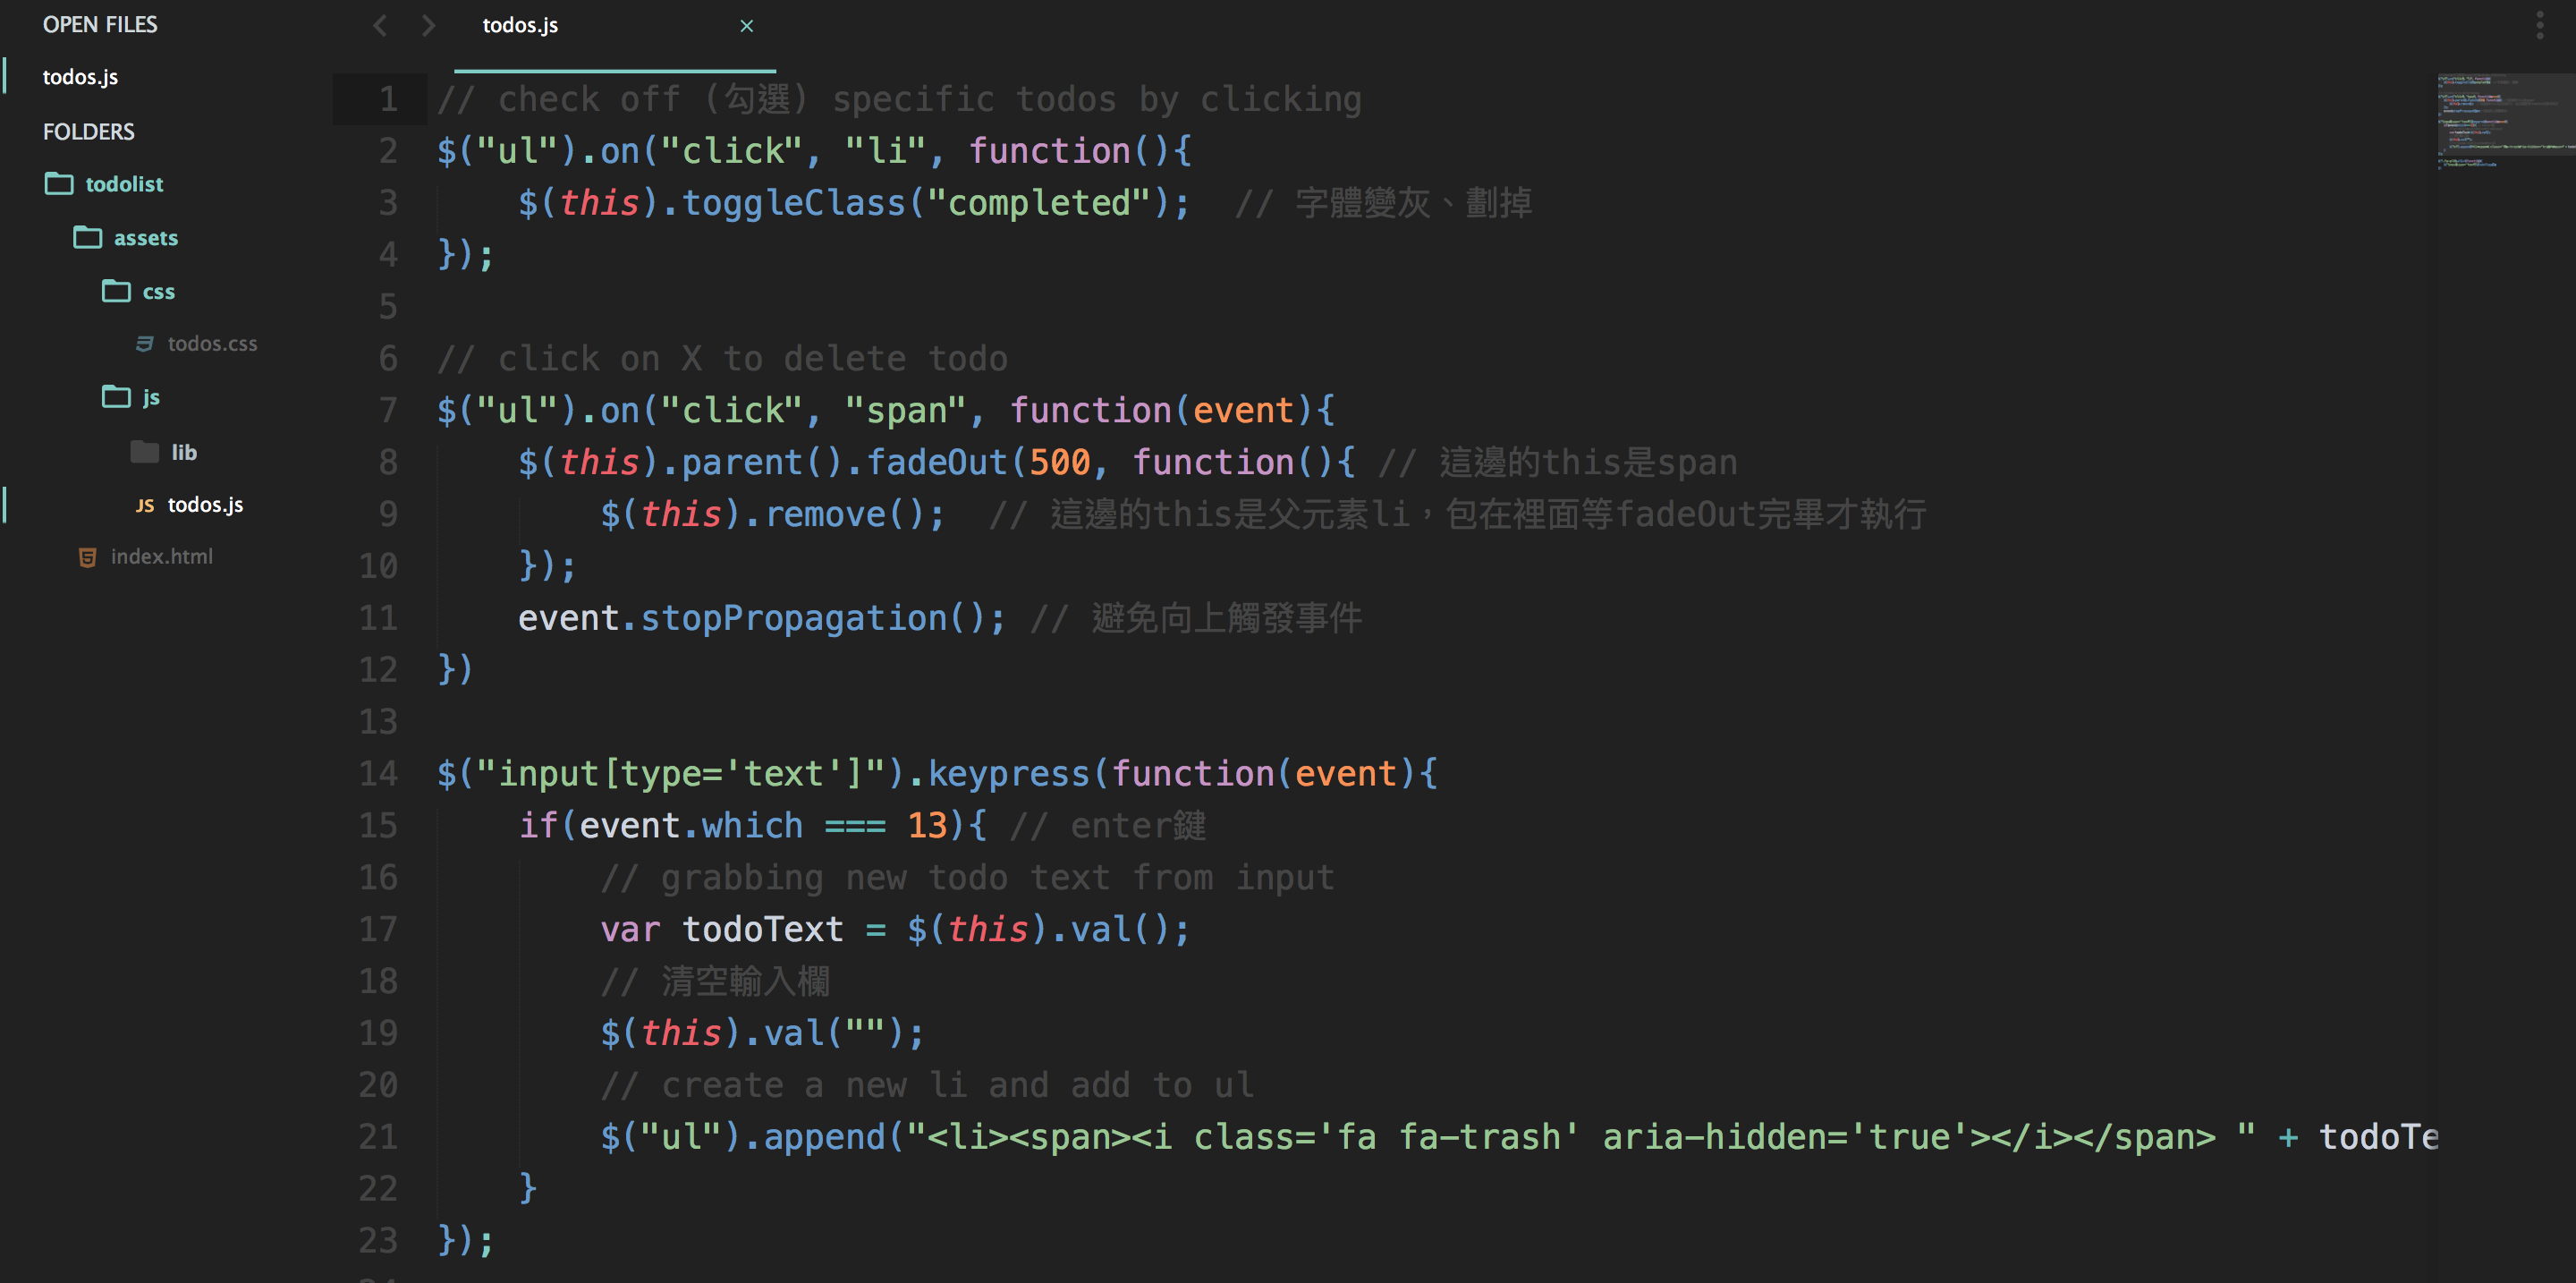 OPEN FILES
todos.js
FOLDERS
todolist
assets
css
todos.css
js
lib
JS todos.js
index.html
todos.js ×
1 // check off (勾選) specific todos by clicking
2 $("ul").on("click", "li", function(){
3     $(this).toggleClass("completed");  // 字體變灰、劃掉
4 });
5
6 // click on X to delete todo
7 $("ul").on("click", "span", function(event){
8     $(this).parent().fadeOut(500, function(){ // 這邊的this是span
9         $(this).remove();  // 這邊的this是父元素li，包在裡面等fadeOut完畢才執行
10     });
11     event.stopPropagation(); // 避免向上觸發事件
12 })
13
14 $("input[type='text']").keypress(function(event){
15     if(event.which === 13){ // enter鍵
16         // grabbing new todo text from input
17         var todoText = $(this).val();
18         // 清空輸入欄
19         $(this).val("");
20         // create a new li and add to ul
21         $("ul").append("<li><span><i class='fa fa-trash' aria-hidden='true'></i></span> " + todoTe
22     }
23 });